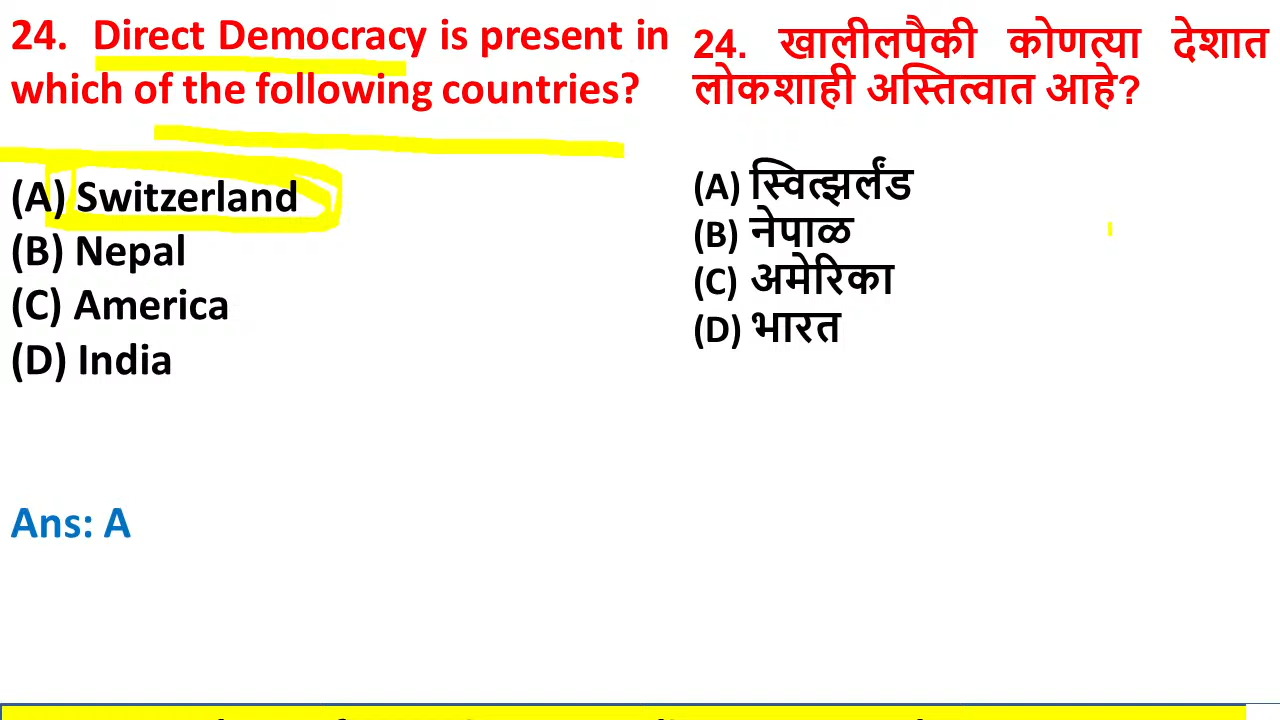 24. Direct Democracy is present in
which of the following countries?
(A) Switzerland
(B) Nepal
(C) America
(D) India
Ans: A
24. खालीलपैकी कोणत्या देशात
लोकशाही अस्तित्वात आहे?
(A) स्वित्झर्लंड
(B) नेपाळ
(C) अमेरिका
(D) भारत